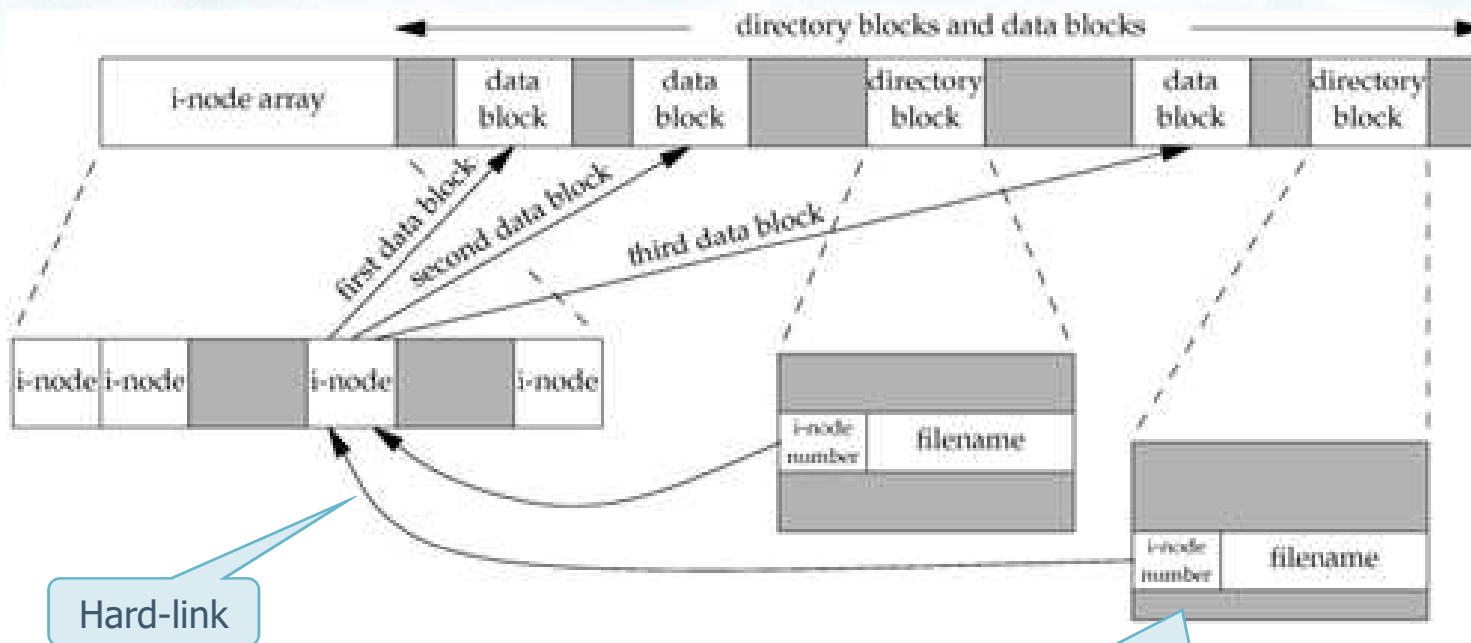 directory blocks and data blocks
i-node array
data
block
data
block
directory
block
data
block
directory
block
first data block
second data block
third data block
i-node
i-node
i-node
i-node
i-node
number
filename
i-node
number
filename
Hard-link